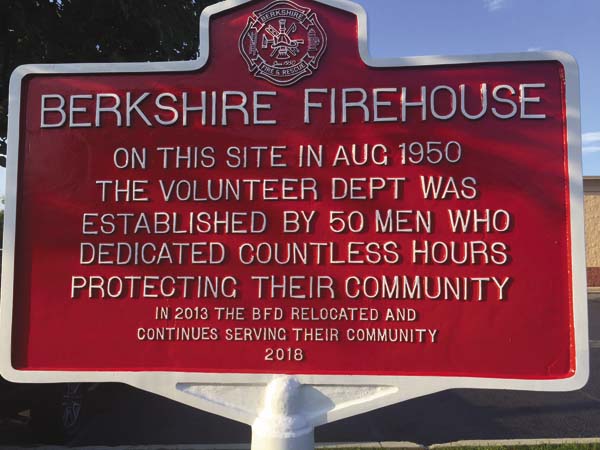 BERKSHIRE
FIRE & RESCUE
BERKSHIRE FIREHOUSE
ON THIS SITE IN AUG 1950
THE VOLUNTEER DEPT WAS
ESTABLISHED BY 50 MEN WHO
DEDICATED COUNTLESS HOURS
PROTECTING THEIR COMMUNITY
IN 2013 THE BFD RELOCATED AND
CONTINUES SERVING THEIR COMMUNITY
2018